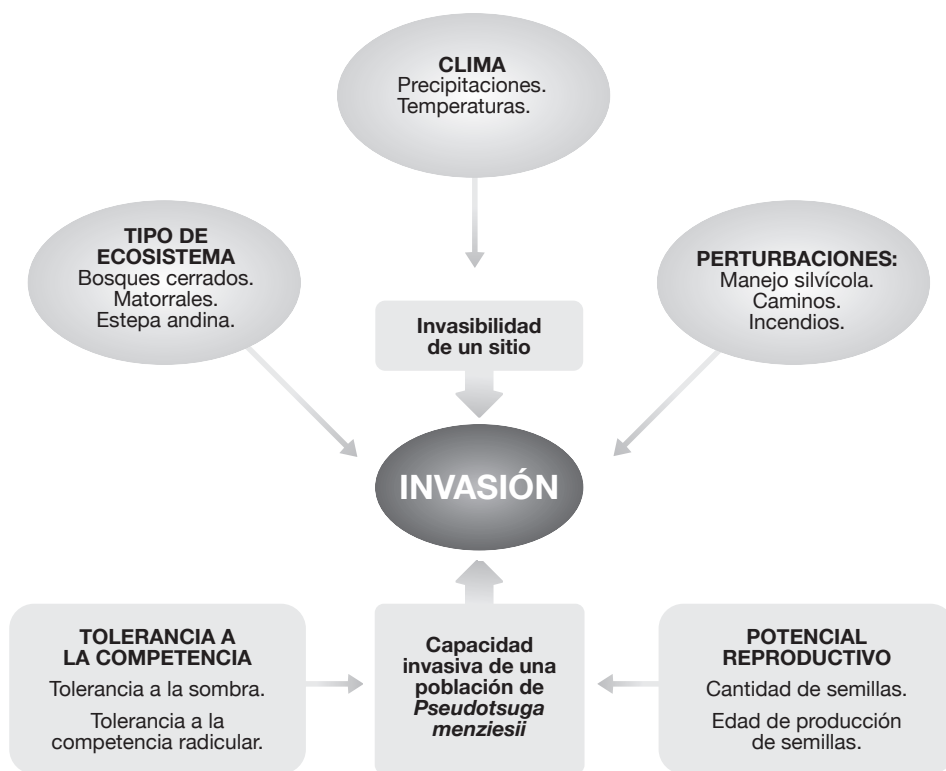 CLIMA
Precipitaciones.
Temperaturas.
TIPO DE
ECOSISTEMA
Bosques cerrados.
Matorrales.
Estepa andina.
PERTURBACIONES:
Manejo silvícola.
Caminos.
Incendios.
Invasibilidad
de un sitio
INVASIÓN
TOLERANCIA A
LA COMPETENCIA
Tolerancia a la sombra.
Tolerancia a la
competencia radicular.
Capacidad
invasiva de una
población de
Pseudotsuga
menziesii
POTENCIAL
REPRODUCTIVO
Cantidad de semillas.
Edad de producción
de semillas.